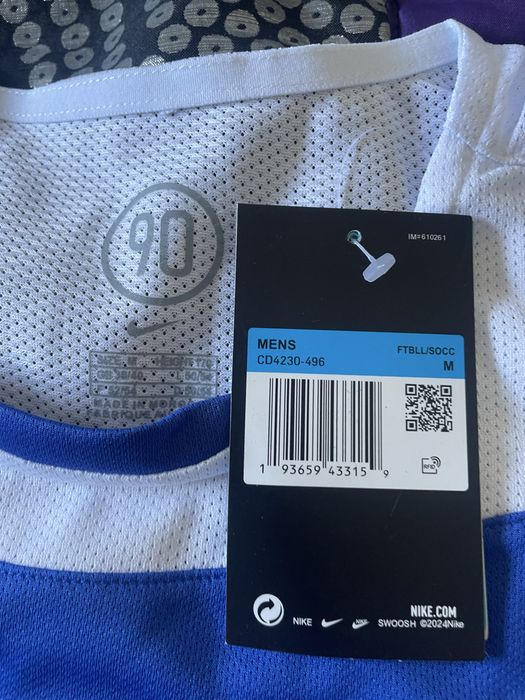 90
IM=610261
MENS
FTBLL/SOCC
CD4230-496
M
1 93659 43315 9
RFID
NIKE.COM
NIKE SWOOSH ©2024Nike